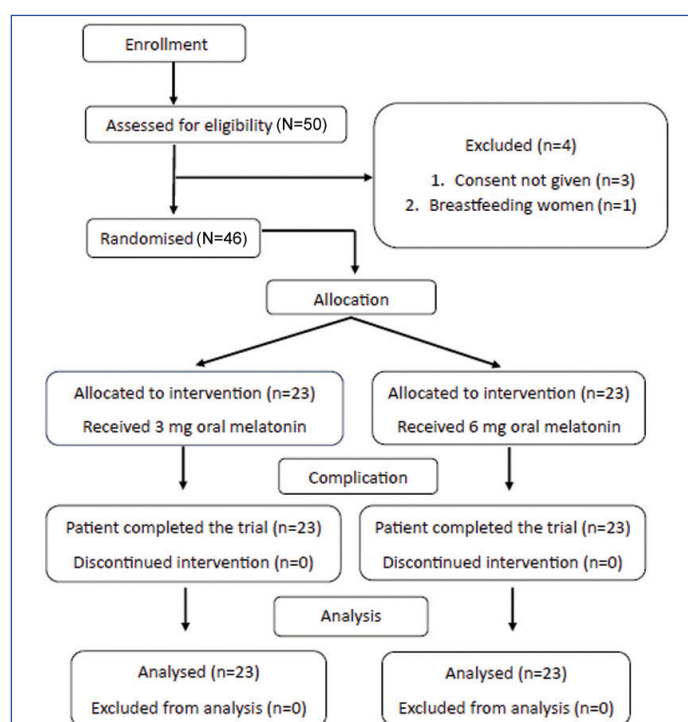 Enrollment
Assessed for eligibility (N=50)
Excluded (n=4)
1. Consent not given (n=3)
2. Breastfeeding women (n=1)
Randomised (N=46)
Allocation
Allocated to intervention (n=23)
Received 3 mg oral melatonin
Allocated to intervention (n=23)
Received 6 mg oral melatonin
Complication
Patient completed the trial (n=23)
Discontinued intervention (n=0)
Patient completed the trial (n=23)
Discontinued intervention (n=0)
Analysis
Analysed (n=23)
Excluded from analysis (n=0)
Analysed (n=23)
Excluded from analysis (n=0)